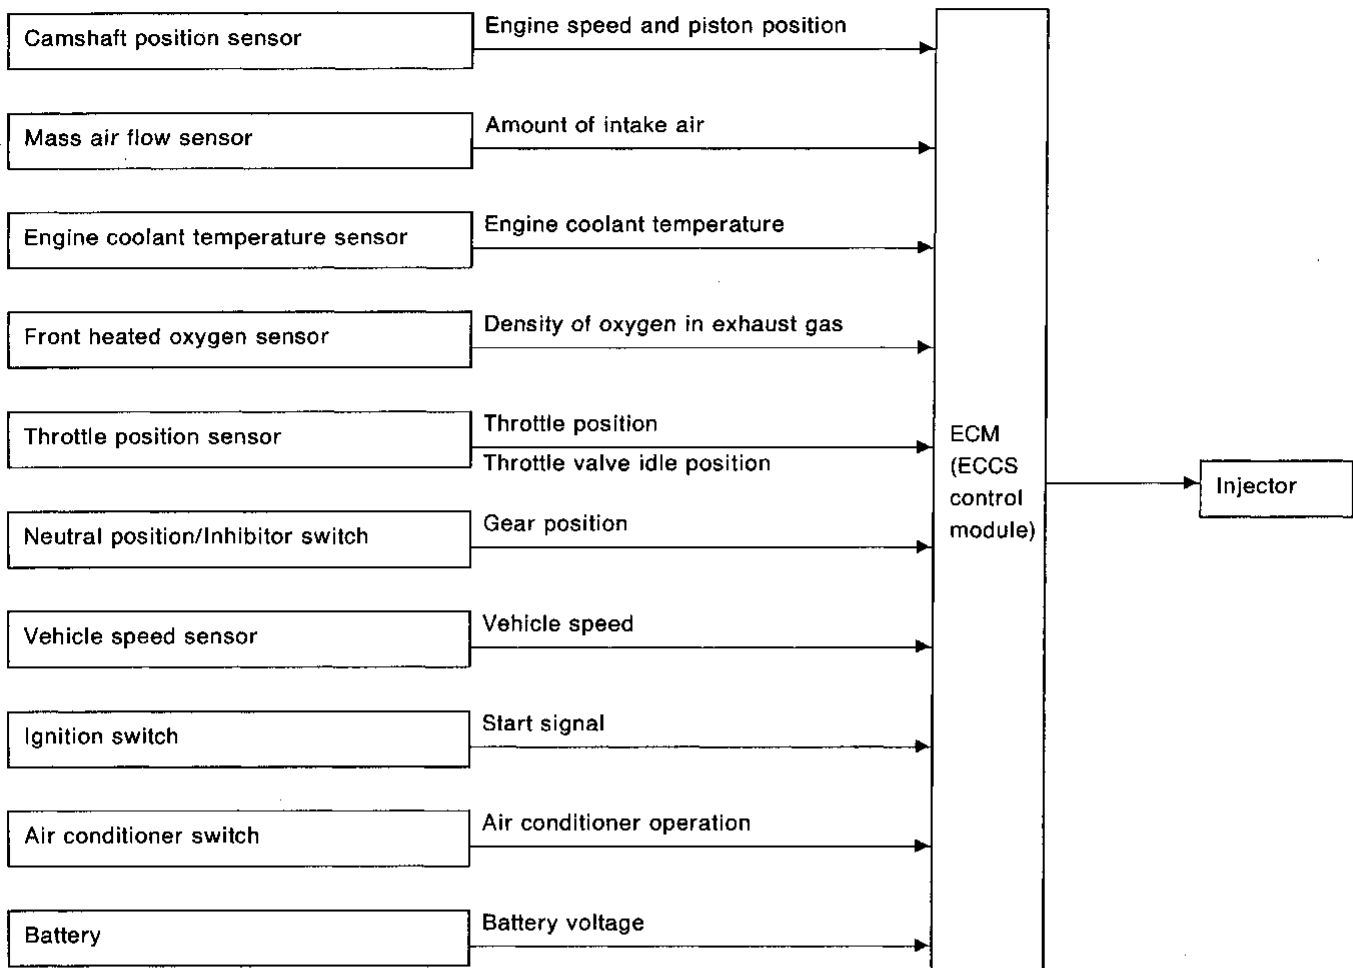 Camshaft position sensor
Engine speed and piston position
Mass air flow sensor
Amount of intake air
Engine coolant temperature sensor
Engine coolant temperature
Front heated oxygen sensor
Density of oxygen in exhaust gas
Throttle position sensor
Throttle position
Throttle valve idle position
Neutral position/Inhibitor switch
Gear position
Vehicle speed sensor
Vehicle speed
Ignition switch
Start signal
Air conditioner switch
Air conditioner operation
Battery
Battery voltage
ECM
(ECCS
control
module)
Injector